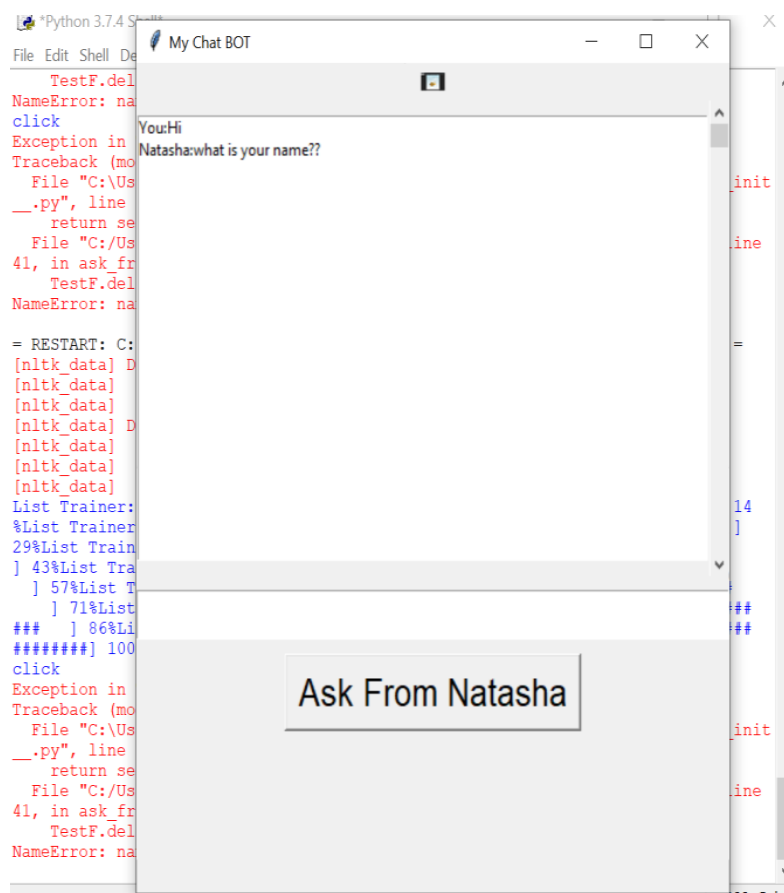 *Python 3.7.4 Shell*
File Edit Shell De
My Chat BOT
TestF.del
NameError: na
click
Exception in
Traceback (mo
File "C:\Us
init
__.py", line
return se
File "C:/Us
ine
41, in ask_fr
TestF.del
NameError: na
= RESTART: C:
=
[nltk_data] D
[nltk_data]
[nltk_data]
[nltk_data] D
[nltk_data]
[nltk_data]
[nltk_data]
List Trainer:
14
%List Trainer
]
29%List Train
] 43%List Tra
] 57%List T
] 71%List
##
### ] 86%Li
##
########] 100
click
Exception in
Traceback (mo
File "C:\Us
init
__.py", line
return se
File "C:/Us
ine
41, in ask_fr
TestF.del
NameError: na
You:Hi
Natasha:what is your name??
Ask From Natasha